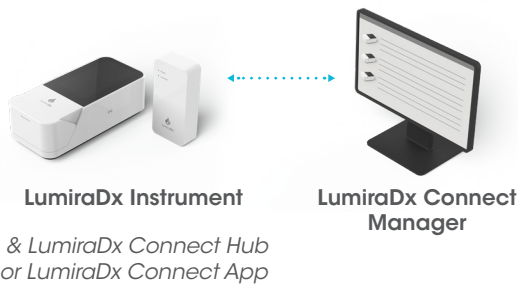 LumiraDx Instrument
& LumiraDx Connect Hub
or LumiraDx Connect App
LumiraDx Connect
Manager